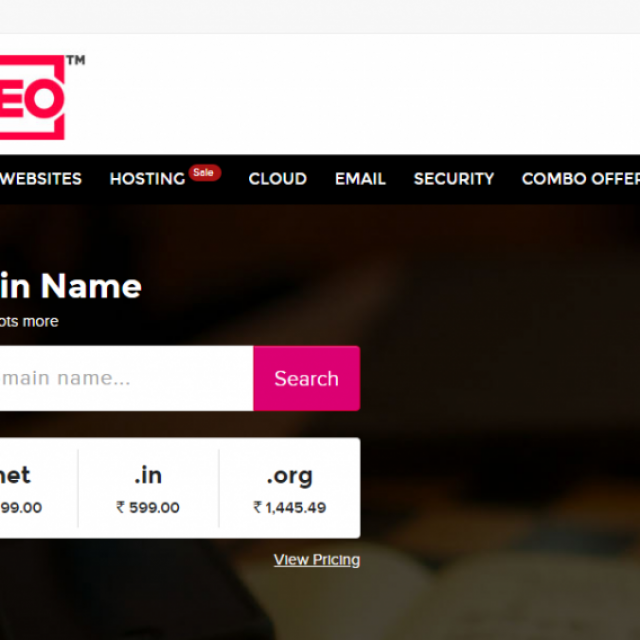 EO™
WEBSITES HOSTING Sale CLOUD EMAIL SECURITY COMBO OFFER
in Name
ots more
main name...
Search
net .in .org
99.00 ₹ 599.00 ₹ 1,445.49
View Pricing